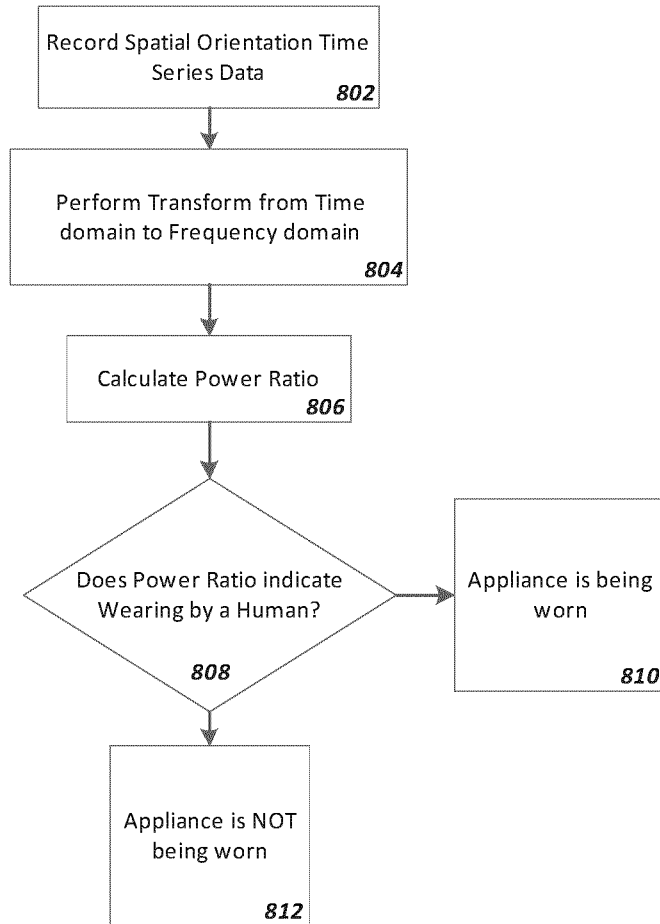 Record Spatial Orientation Time
Series Data
802
Perform Transform from Time
domain to Frequency domain
804
Calculate Power Ratio
806
Does Power Ratio indicate
Wearing by a Human?
808
Appliance is being
worn
810
Appliance is NOT
being worn
812